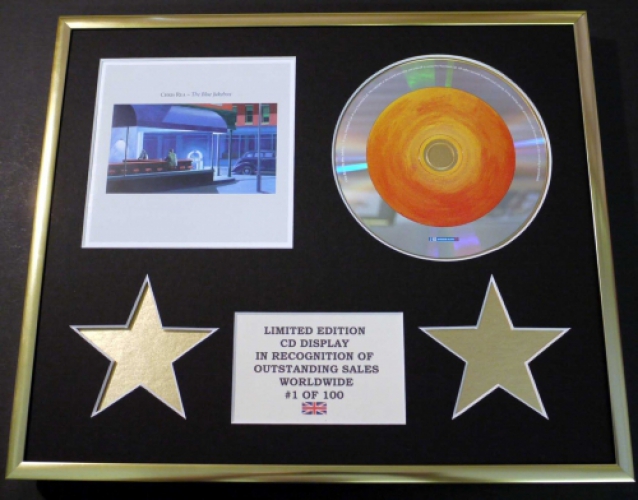 Chris Rea – The Blue Jukebox
LIMITED EDITION
CD DISPLAY
IN RECOGNITION OF
OUTSTANDING SALES
WORLDWIDE
#1 OF 100